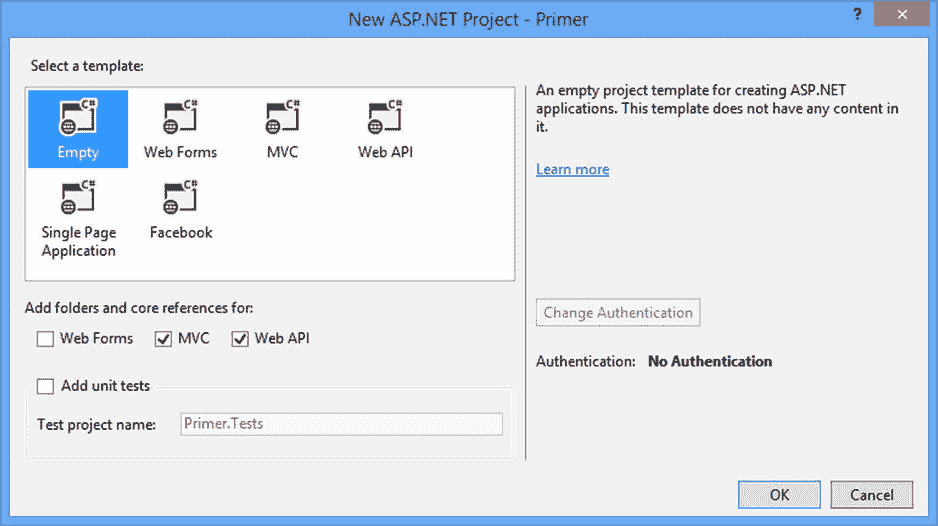 New ASP.NET Project - Primer
?
Select a template:
C#
C#
C#
C#
Empty
Web Forms
MVC
Web API
C#
C#
Single Page
Application
Facebook
An empty project template for creating ASP.NET
applications. This template does not have any content in
it.
Learn more
Add folders and core references for:
Web Forms
MVC
Web API
Change Authentication
Authentication: No Authentication
Add unit tests
Test project name: Primer.Tests
OK
Cancel